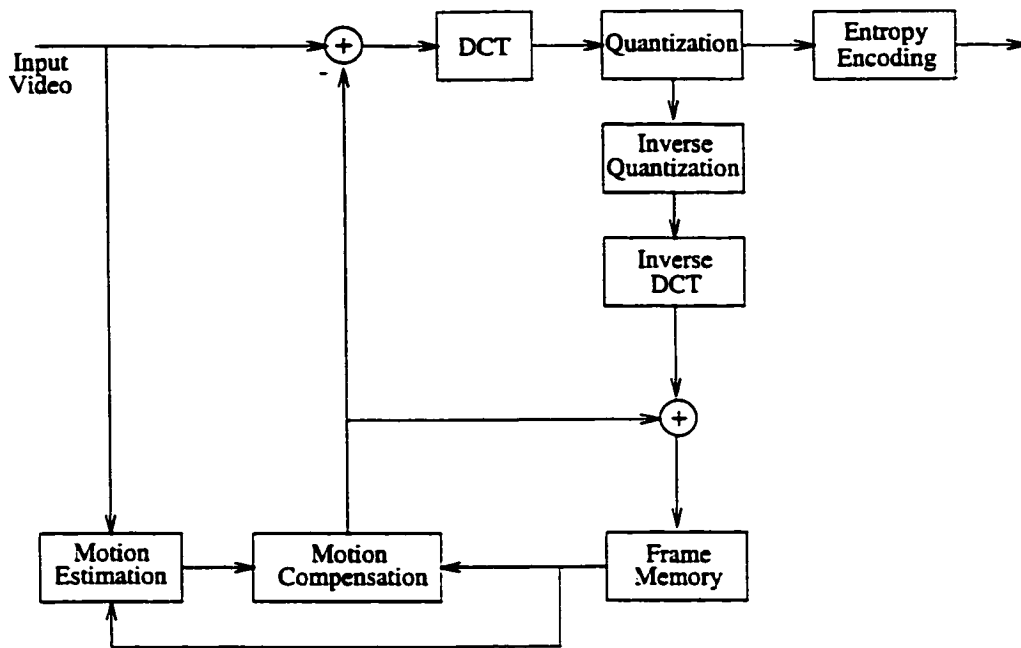 Input
Video
+
-
DCT
Quantization
Entropy
Encoding
Inverse
Quantization
Inverse
DCT
+
Motion
Estimation
Motion
Compensation
Frame
Memory